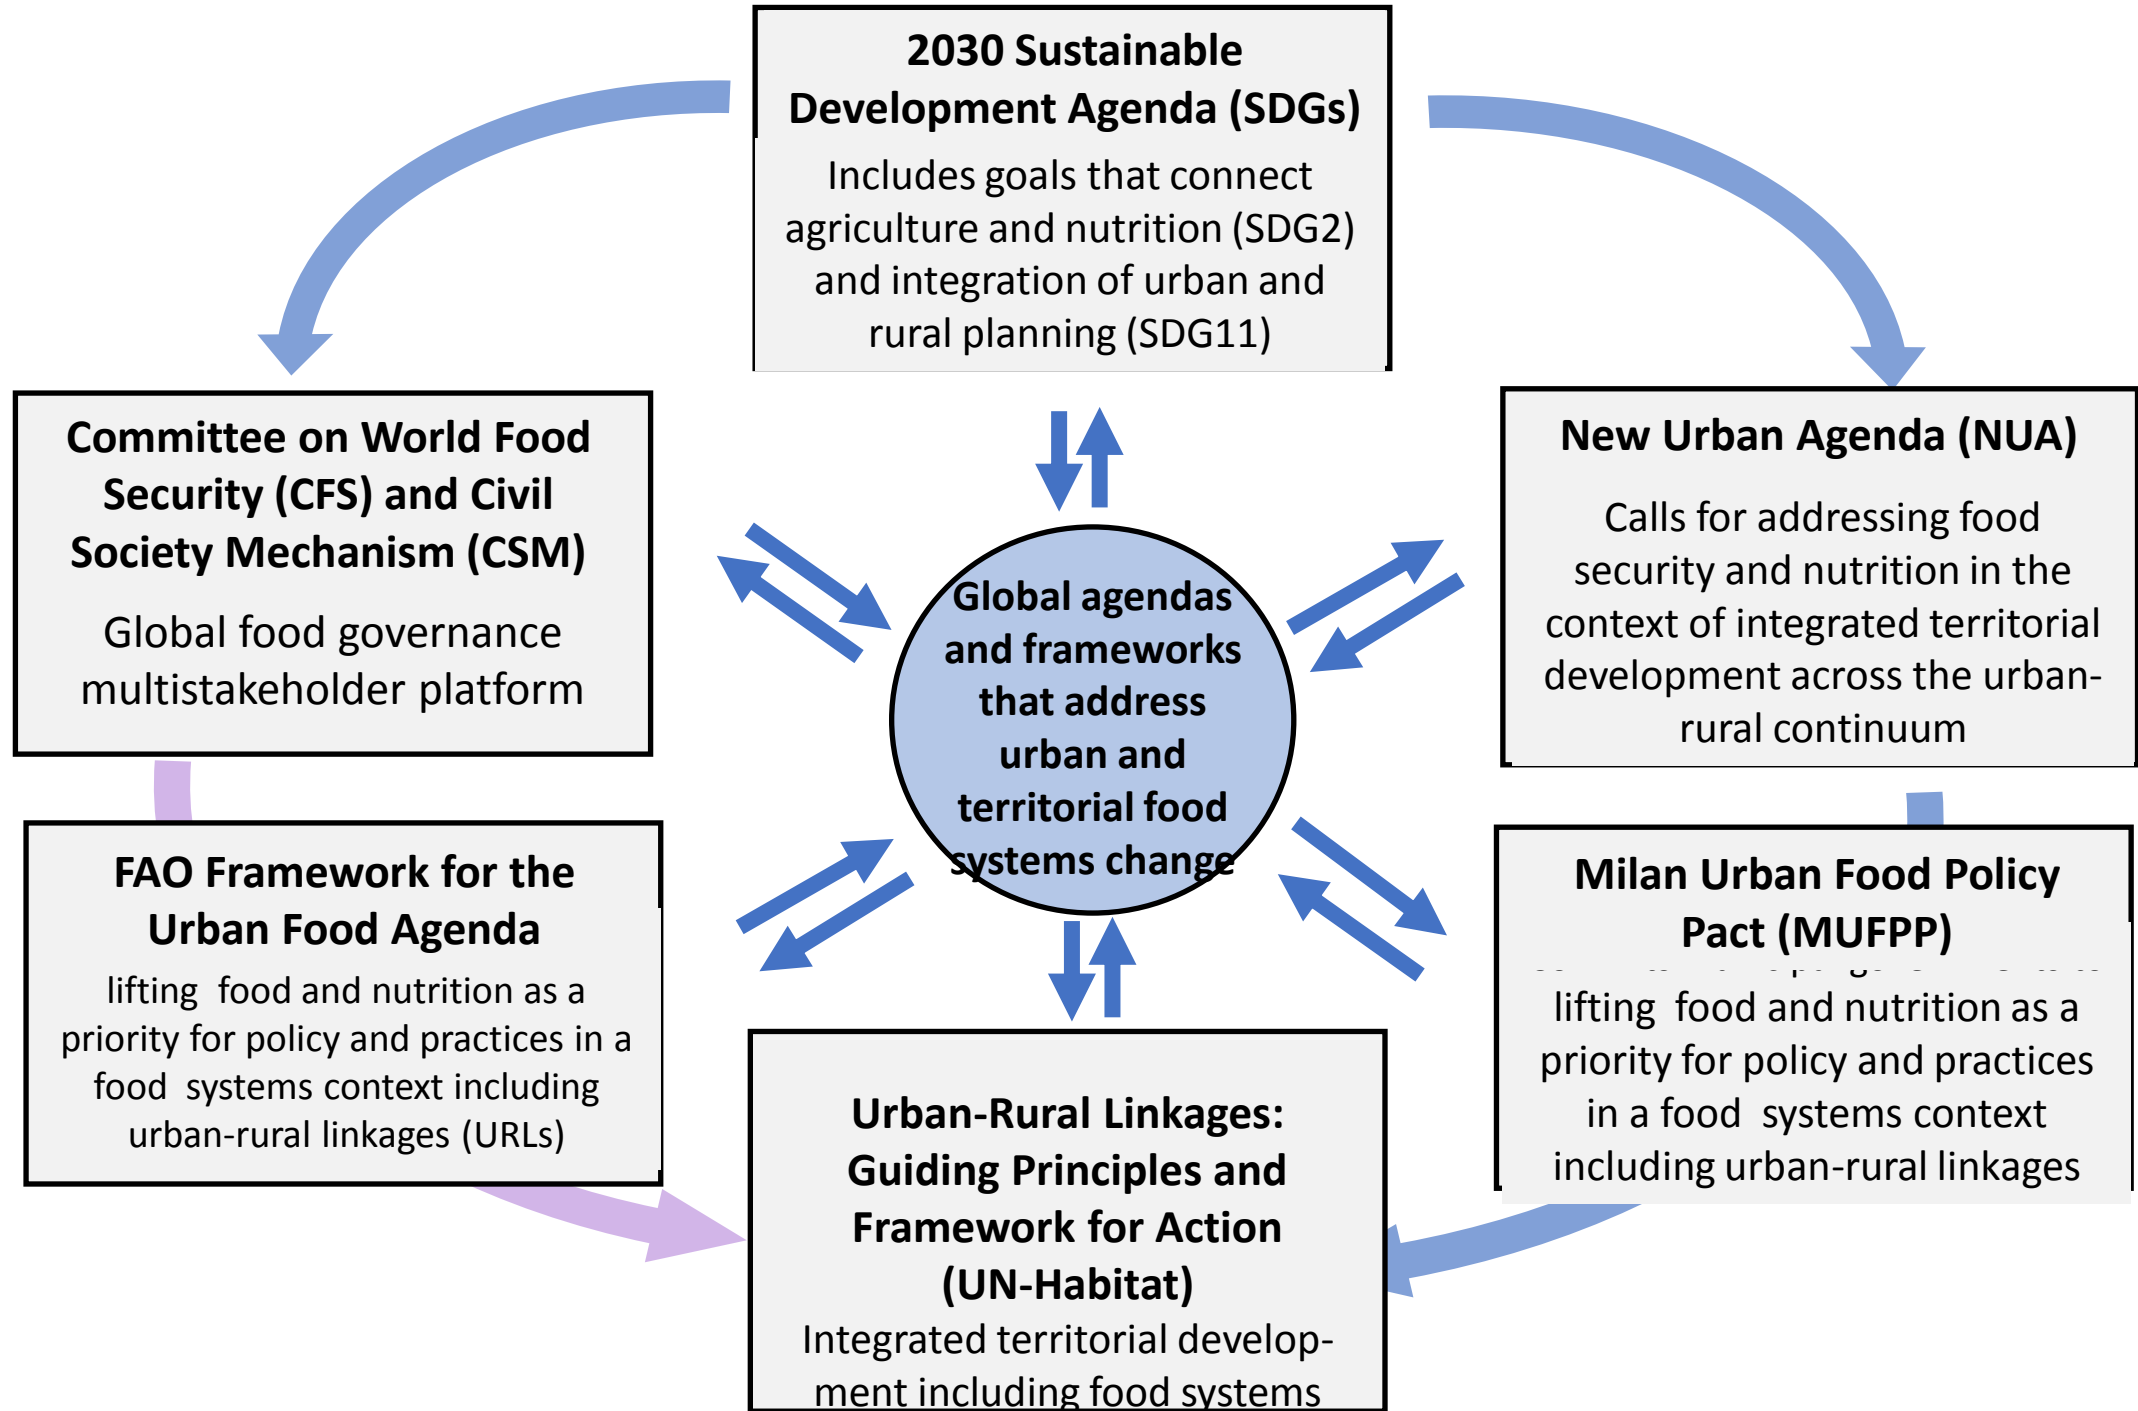 2030 Sustainable
Development Agenda (SDGs)
Includes goals that connect
agriculture and nutrition (SDG2)
and integration of urban and
rural planning (SDG11)
Committee on World Food
Security (CFS) and Civil
Society Mechanism (CSM)
Global food governance
multistakeholder platform
New Urban Agenda (NUA)
Calls for addressing food
security and nutrition in the
context of integrated territorial
development across the urban-
rural continuum
Global agendas
and frameworks
that address
urban and
territorial food
systems change
FAO Framework for the
Urban Food Agenda
lifting food and nutrition as a
priority for policy and practices in a
food systems context including
urban-rural linkages (URLs)
Milan Urban Food Policy
Pact (MUFPP)
lifting food and nutrition as a
priority for policy and practices
in a food systems context
including urban-rural linkages
Urban-Rural Linkages:
Guiding Principles and
Framework for Action
(UN-Habitat)
Integrated territorial develop-
ment including food systems